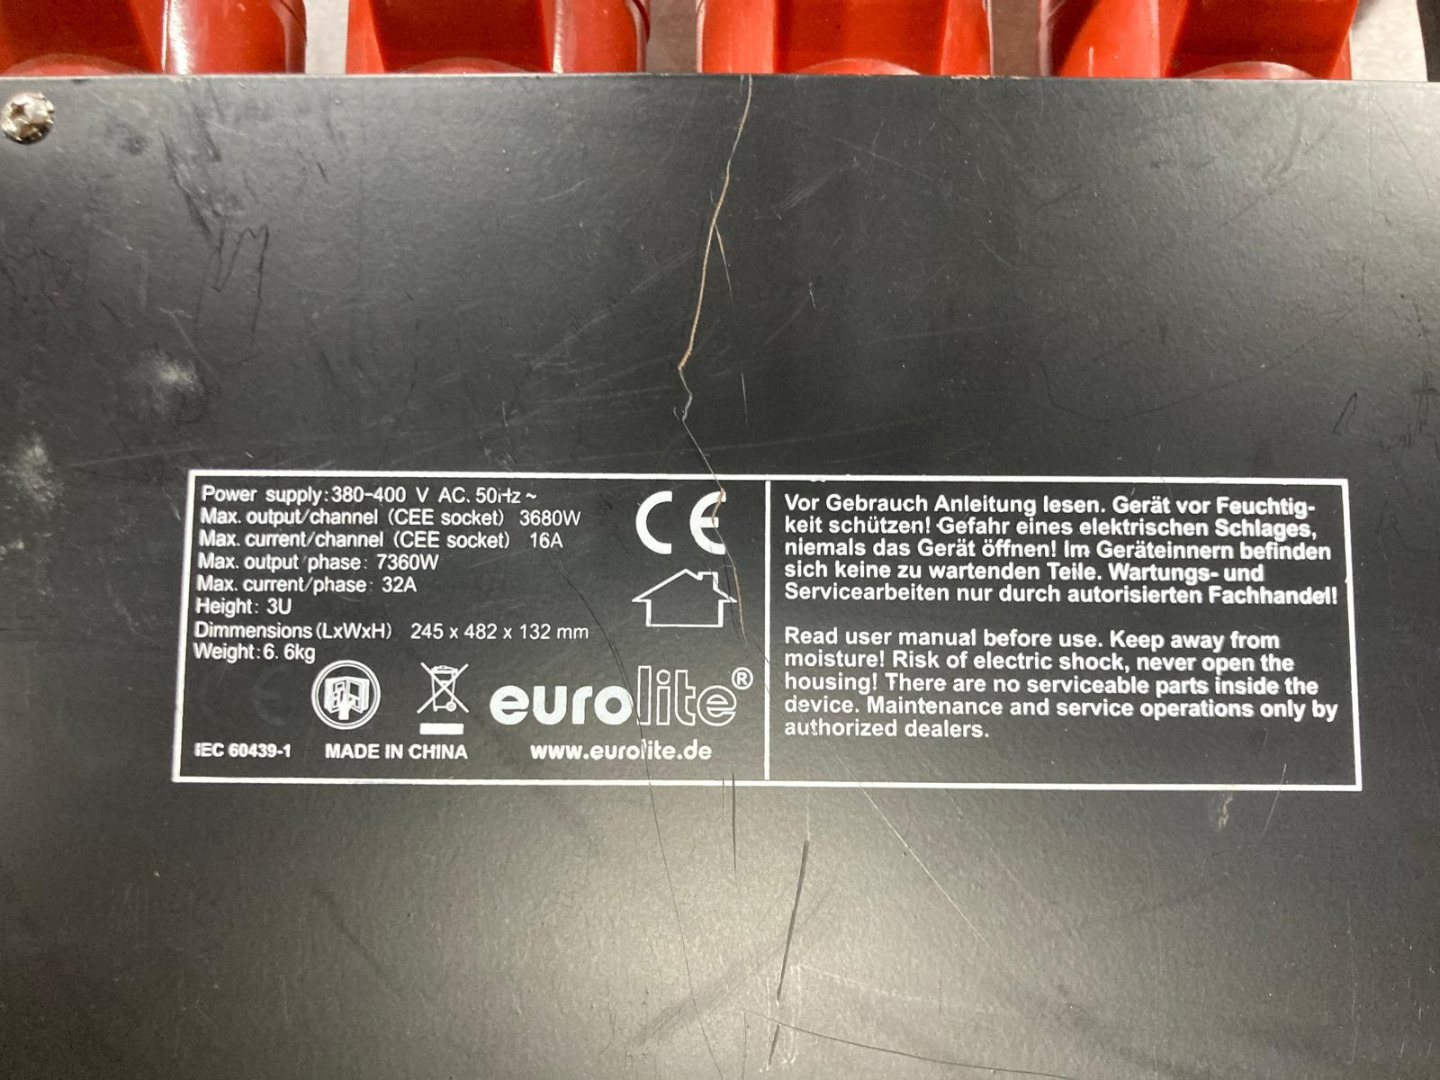 Power supply: 380-400 V AC. 50Hz ~
Max. output/channel (CEE socket) 3680W
Max. current/channel (CEE socket) 16A
Max. output/phase: 7360W
Max. current/phase: 32A
Height: 3U
Dimmensions (LxWxH) 245 x 482 x 132 mm
Weight: 6. 6kg
CE
eurolite®
IEC 60439-1 MADE IN CHINA www.eurolite.de
Vor Gebrauch Anleitung lesen. Gerät vor Feuchtig-
keit schützen! Gefahr eines elektrischen Schlages,
niemals das Gerät öffnen! Im Geräteinnern befinden
sich keine zu wartenden Teile. Wartungs- und
Servicearbeiten nur durch autorisierten Fachhandel!
Read user manual before use. Keep away from
moisture! Risk of electric shock, never open the
housing! There are no serviceable parts inside the
device. Maintenance and service operations only by
authorized dealers.